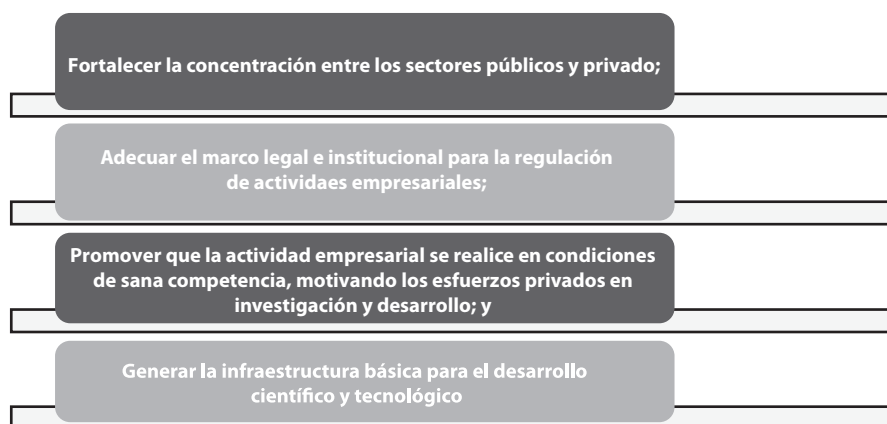 Fortalecer la concentración entre los sectores públicos y privado;
Adecuar el marco legal e institucional para la regulación
de actividaes empresariales;
Promover que la actividad empresarial se realice en condiciones
de sana competencia, motivando los esfuerzos privados en
investigación y desarrollo; y
Generar la infraestructura básica para el desarrollo
científico y tecnológico